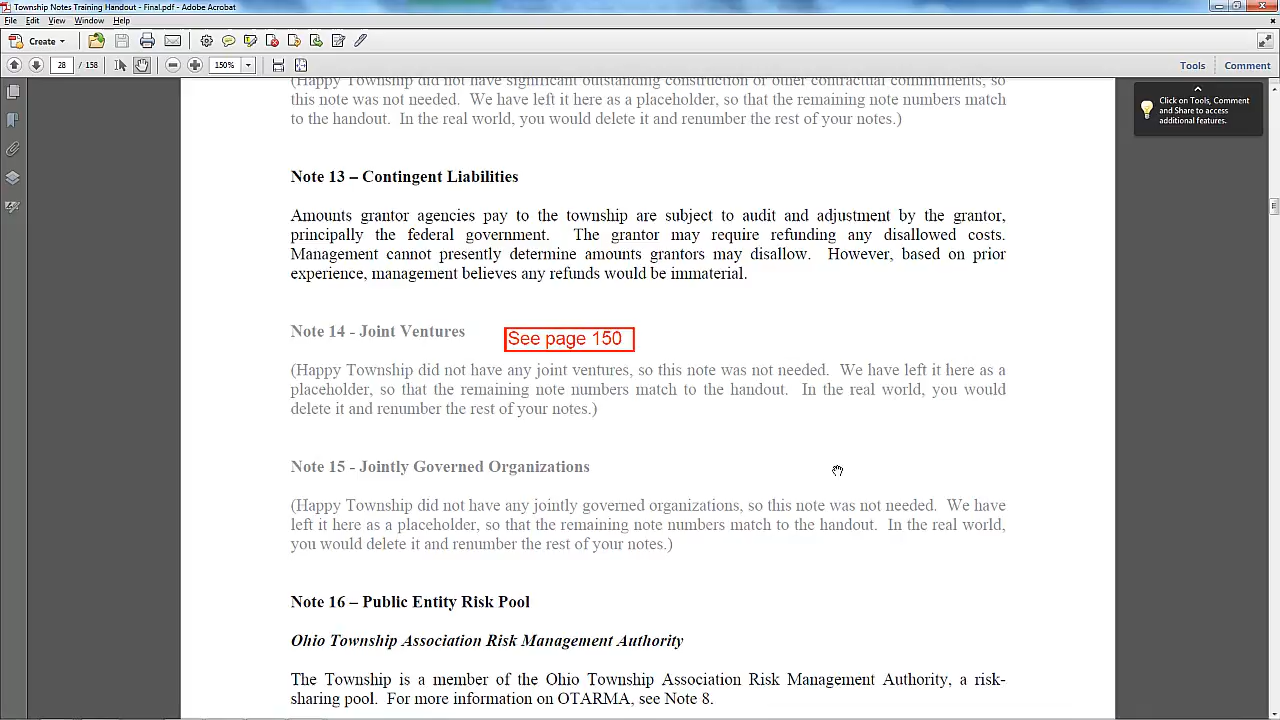 Township Notes Training Handout - Final.pdf - Adobe Acrobat
File Edit View Window Help
Create
28 / 158 150% Tools Comment
Click on Tools, Comment
and Share to access
additional features.
(Happy Township did not have significant outstanding construction or other contractual commitments, so
this note was not needed. We have left it here as a placeholder, so that the remaining note numbers match
to the handout. In the real world, you would delete it and renumber the rest of your notes.)
Note 13 – Contingent Liabilities
Amounts grantor agencies pay to the township are subject to audit and adjustment by the grantor,
principally the federal government. The grantor may require refunding any disallowed costs.
Management cannot presently determine amounts grantors may disallow. However, based on prior
experience, management believes any refunds would be immaterial.
Note 14 - Joint Ventures
See page 150
(Happy Township did not have any joint ventures, so this note was not needed. We have left it here as a
placeholder, so that the remaining note numbers match to the handout. In the real world, you would
delete it and renumber the rest of your notes.)
Note 15 - Jointly Governed Organizations
(Happy Township did not have any jointly governed organizations, so this note was not needed. We have
left it here as a placeholder, so that the remaining note numbers match to the handout. In the real world,
you would delete it and renumber the rest of your notes.)
Note 16 – Public Entity Risk Pool
Ohio Township Association Risk Management Authority
The Township is a member of the Ohio Township Association Risk Management Authority, a risk-
sharing pool. For more information on OTARMA, see Note 8.